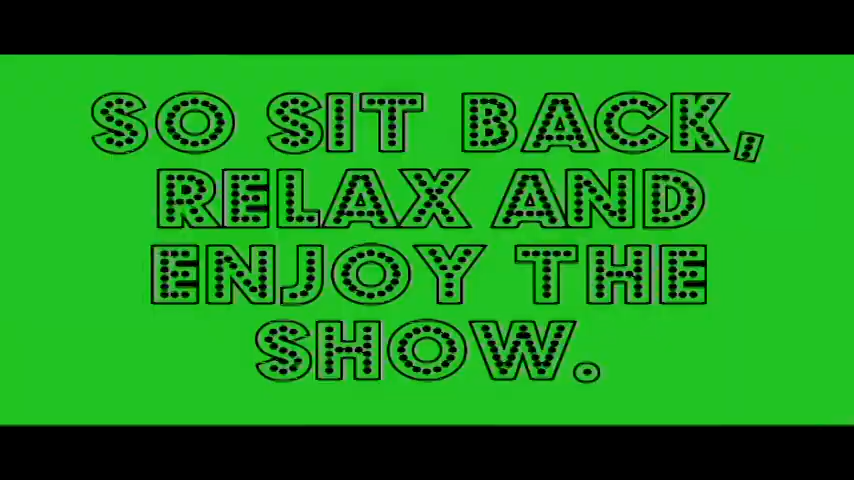 SO SIT BACK,
RELAX AND
ENJOY THE
SHOW.